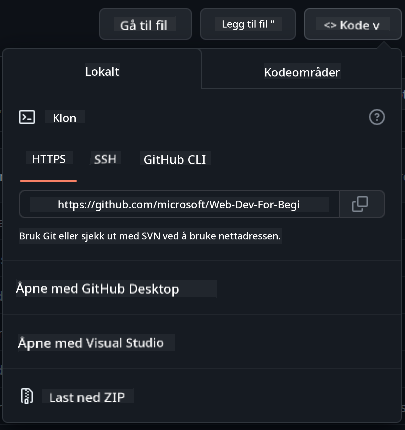 Gå til fil
Legg til fil "
<> Kode v
Lokalt
Kodeområder
Klon
HTTPS
SSH
GitHub CLI
https://github.com/microsoft/Web-Dev-For-Begi
Bruk Git eller sjekk ut med SVN ved å bruke nettadressen.
Åpne med GitHub Desktop
Åpne med Visual Studio
Last ned ZIP